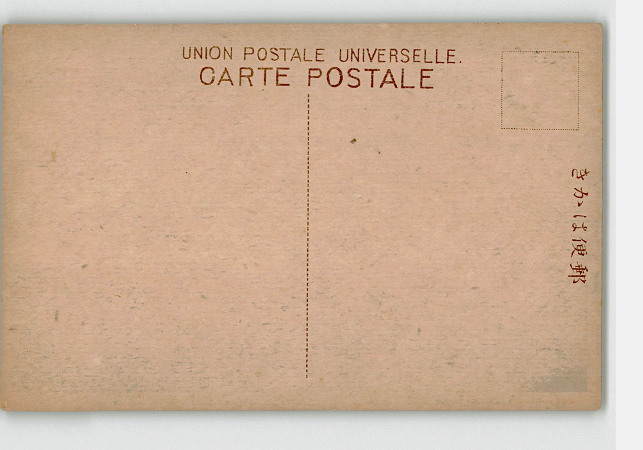 UNION POSTALE UNIVERSELLE.
CARTE POSTALE
郵便はかき